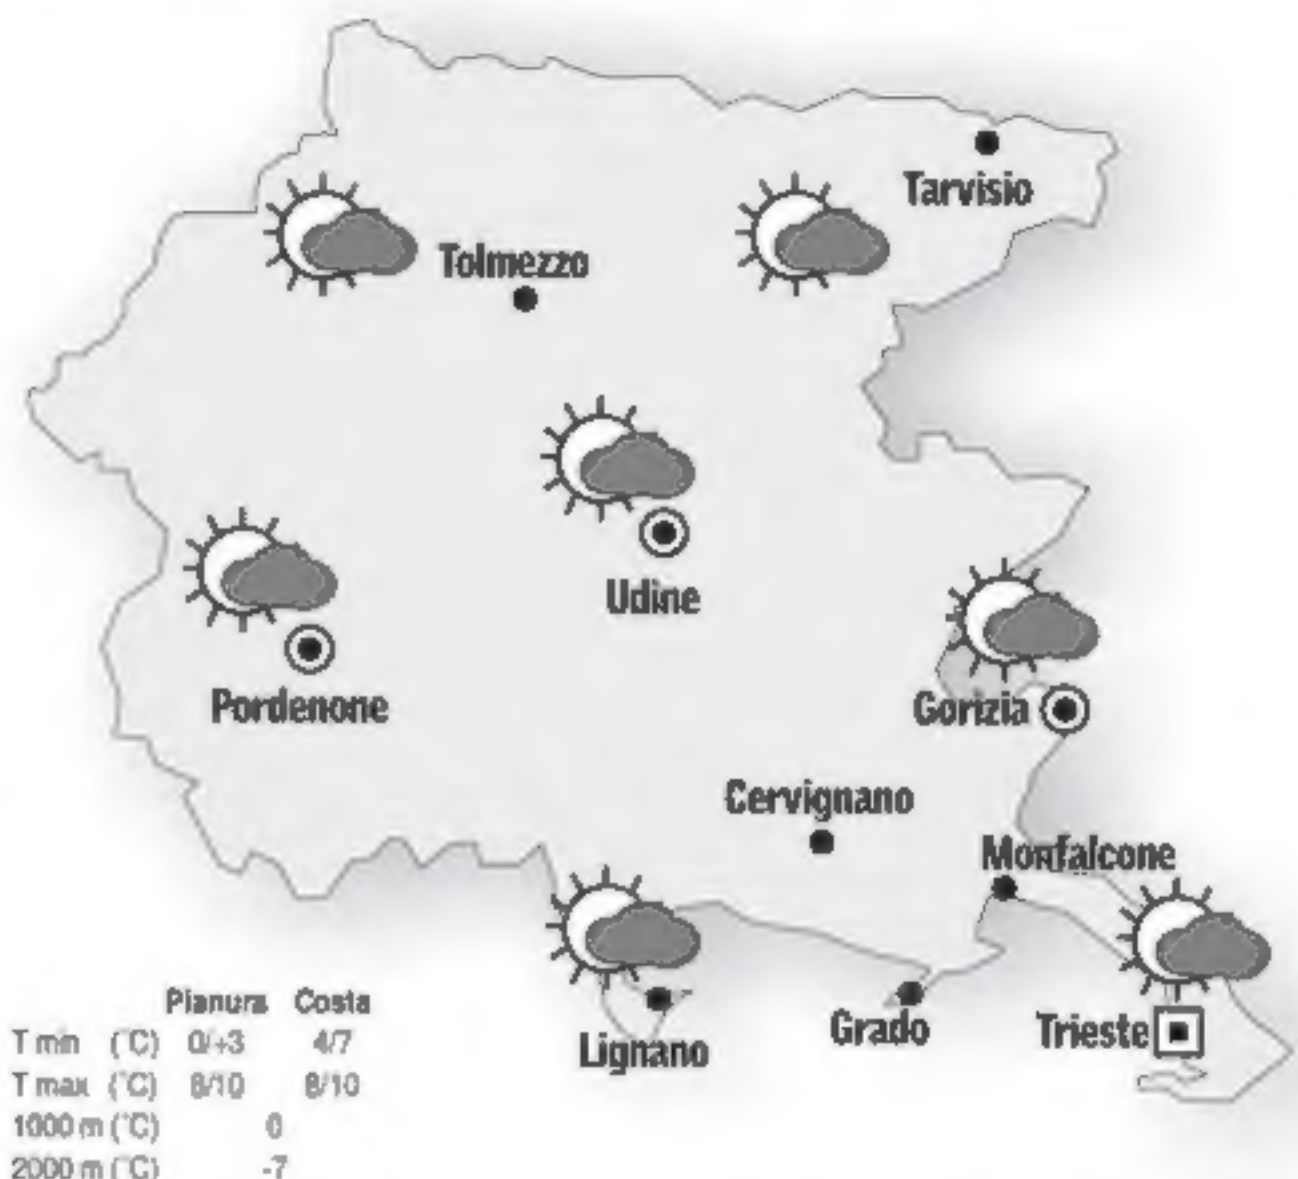 Tarvisio
Tolmezzo
Udine
Pordenone
Gorizia
Cervignano
Monfalcone
Lignano
Grado
Trieste
Pianura Costa
T min (°C) 0/+3 4/7
T max (°C) 8/10 8/10
1000 m (°C) 0
2000 m (°C) -7